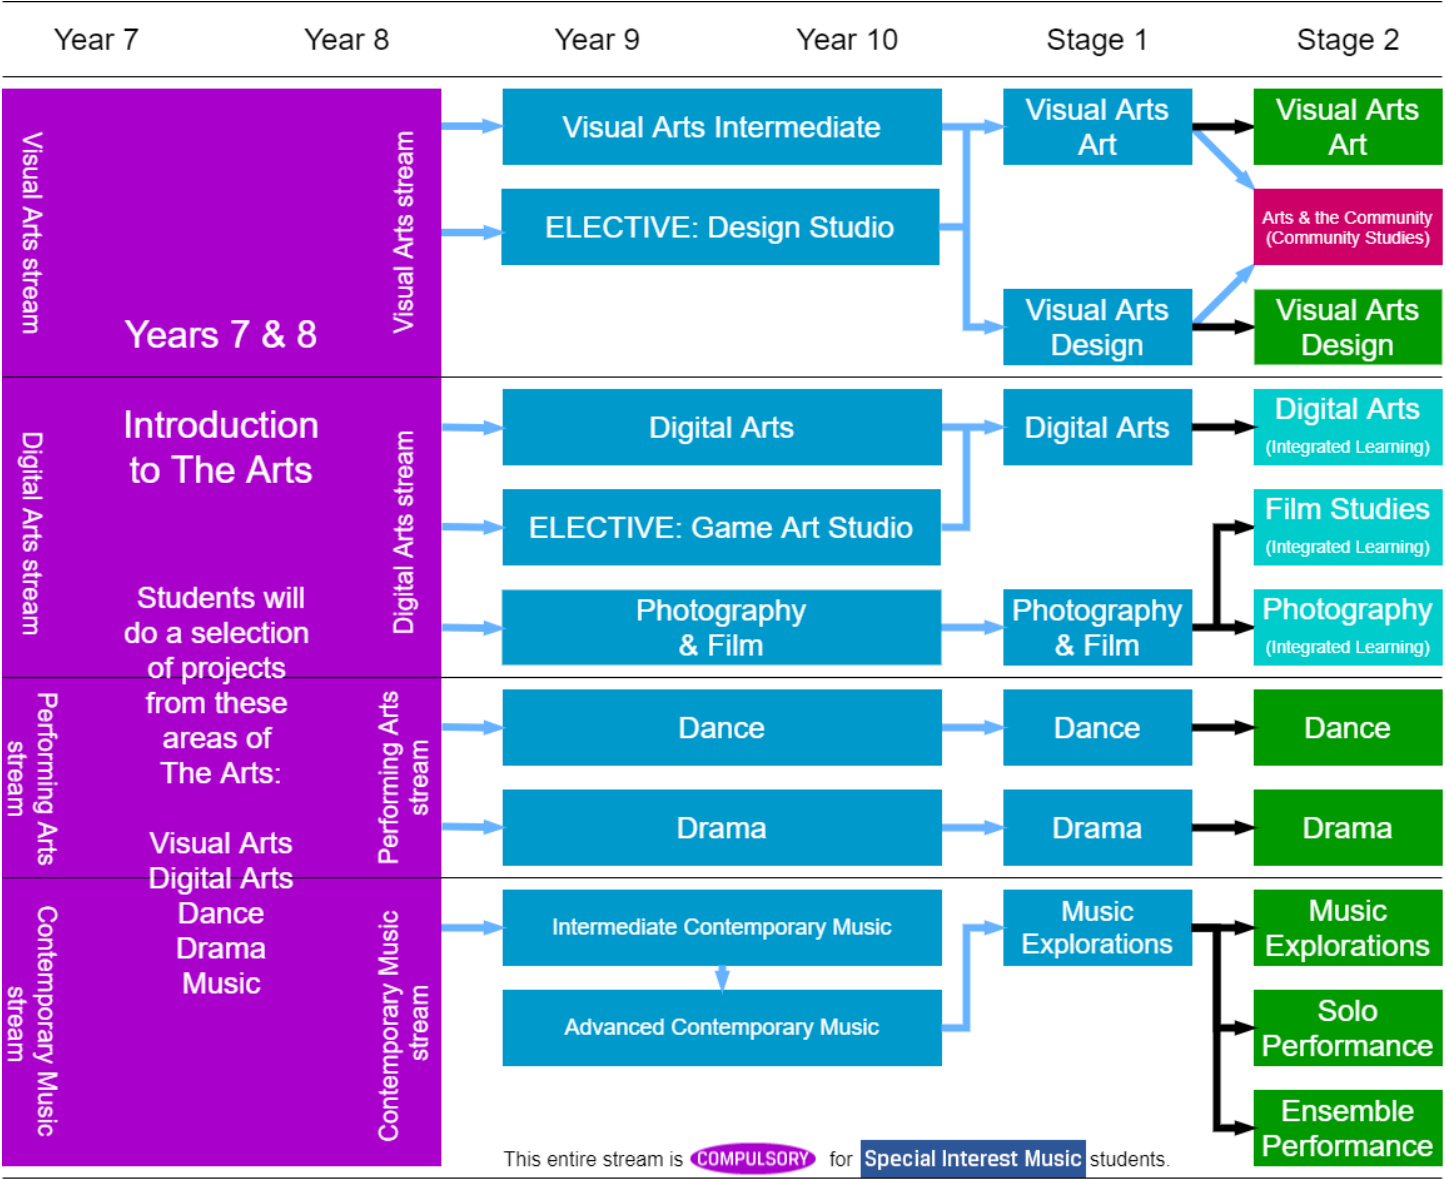 Year 7
Year 8
Year 9
Year 10
Stage 1
Stage 2
Visual Arts stream
Visual Arts stream
Years 7 & 8
Visual Arts Intermediate
ELECTIVE: Design Studio
Visual Arts
Art
Visual Arts
Design
Visual Arts
Art
Arts & the Community
(Community Studies)
Visual Arts
Design
Digital Arts stream
Digital Arts stream
Introduction
to The Arts
Students will
do a selection
of projects
from these
areas of
The Arts:
Visual Arts
Digital Arts
Dance
Drama
Music
Digital Arts
ELECTIVE: Game Art Studio
Photography
& Film
Digital Arts
Photography
& Film
Digital Arts
(Integrated Learning)
Film Studies
(Integrated Learning)
Photography
(Integrated Learning)
Performing Arts
stream
Performing Arts
stream
Dance
Dance
Dance
Drama
Drama
Drama
Contemporary Music
stream
Contemporary Music
stream
Intermediate Contemporary Music
Advanced Contemporary Music
Music
Explorations
Music
Explorations
Solo
Performance
Ensemble
Performance
This entire stream is COMPULSORY for Special Interest Music students.